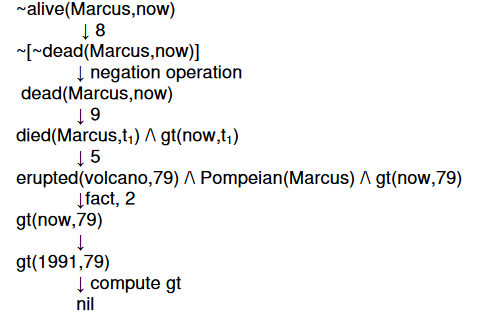 ~alive(Marcus,now)
↓ 8
~[~dead(Marcus,now)]
↓ negation operation
dead(Marcus,now)
↓ 9
died(Marcus,t₁) Λ gt(now,t₁)
↓ 5
erupted(volcano,79) Λ Pompeian(Marcus) Λ gt(now,79)
↓fact, 2
gt(now,79)
↓
gt(1991,79)
↓ compute gt
nil